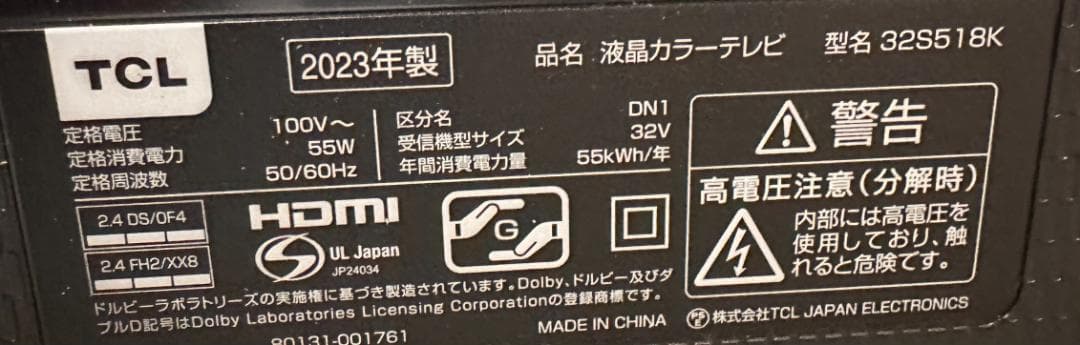 TCL
2023年製
品名 液晶カラーテレビ 型名 32S518K
定格電圧 100V～
定格消費電力 55W
定格周波数 50/60Hz
区分名 DN1
受信機型サイズ 32V
年間消費電力量 55kWh/年
警告
高電圧注意(分解時)
内部には高電圧を
使用しており、触
れると危険です。
2.4 DS/OF4
2.4 FH2/XX8
HDMI
S
UL Japan
JP24034
G
ドルビーラボラトリーズの実施権に基づき製造されています。Dolby、ドルビー及びダ
ブルD記号はDolby Laboratories Licensing Corporationの登録商標です。
80131-001761
MADE IN CHINA
株式会社TCL JAPAN ELECTRONICS